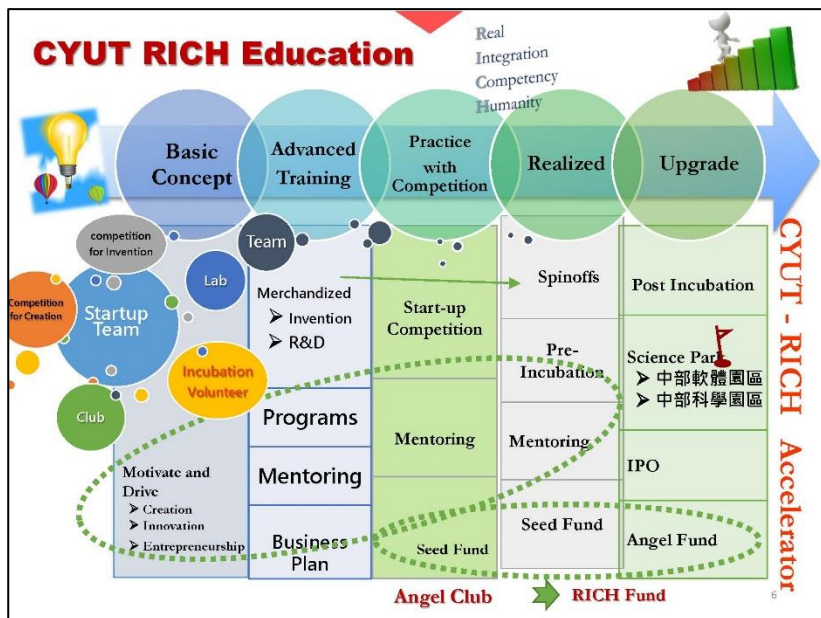 CYUT RICH Education
Real
Integration
Competency
Humanity
Basic
Concept
Advanced
Training
Practice
with
Competition
Realized
Upgrade
competition
for Invention
Competition
for Creation
Startup
Team
Club
Lab
Team
Incubation
Volunteer
Motivate and
Drive
➤ Creation
➤ Innovation
➤ Entrepreneurship
Merchandized
➤ Invention
➤ R&D
Programs
Mentoring
Business
Plan
Start-up
Competition
Mentoring
Seed Fund
Spinoffs
Pre-
Incubation
Mentoring
Seed Fund
Post Incubation
Science Park
➤ 中部軟體園區
➤ 中部科學園區
IPO
Angel Fund
CYUT - RICH Accelerator
Angel Club
RICH Fund
6